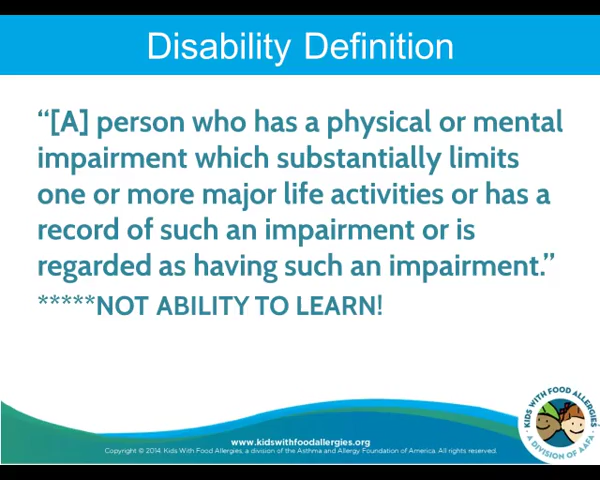 Disability Definition
“[A] person who has a physical or mental
impairment which substantially limits
one or more major life activities or has a
record of such an impairment or is
regarded as having such an impairment.”
*****NOT ABILITY TO LEARN!
KIDS WITH FOOD ALLERGIES
• A DIVISION OF AAFA •
www.kidswithfoodallergies.org
Copyright © 2014 Kids With Food Allergies, a division of the Asthma and Allergy Foundation of America. All rights reserved.